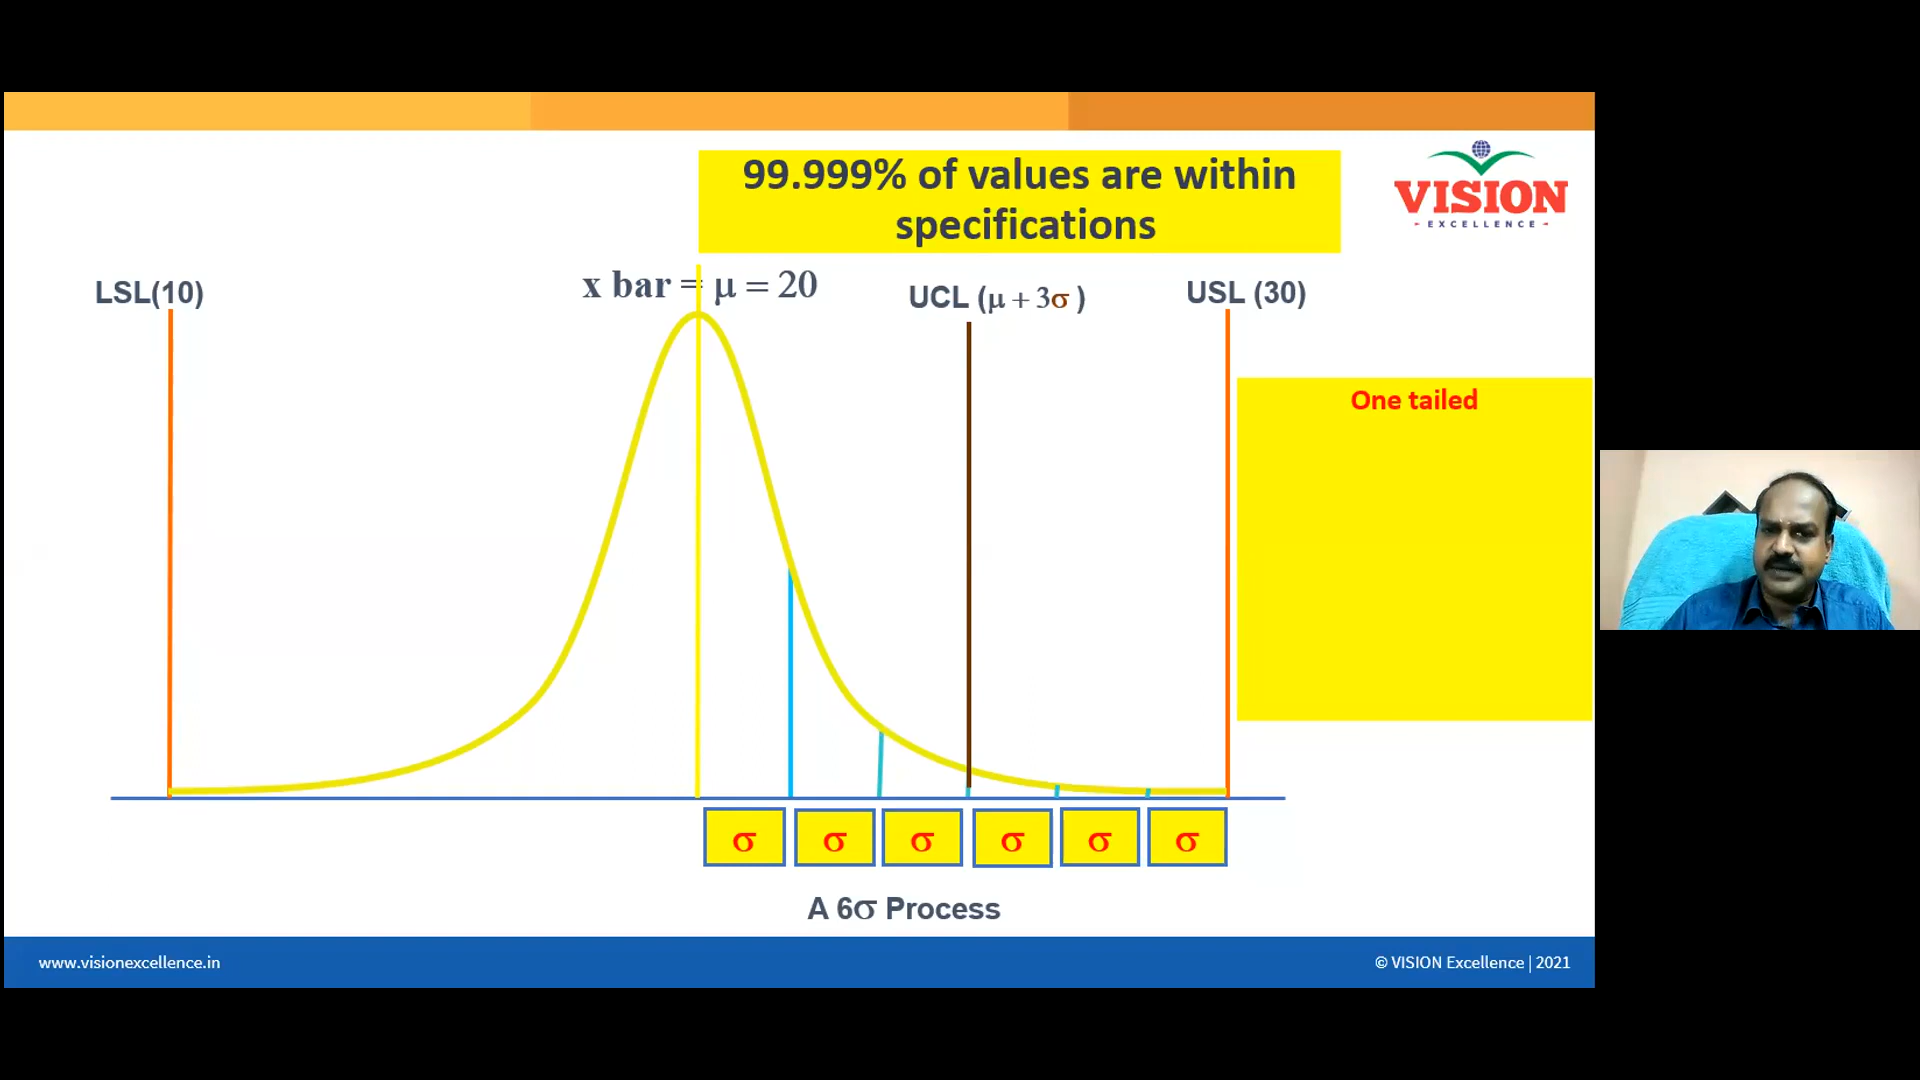 99.999% of values are within
specifications
VISION
- EXCELLENCE -
LSL(10)
x bar = μ = 20
UCL (μ + 3σ )
USL (30)
One tailed
σ σ σ σ σ σ
A 6σ Process
www.visionexcellence.in
© VISION Excellence | 2021